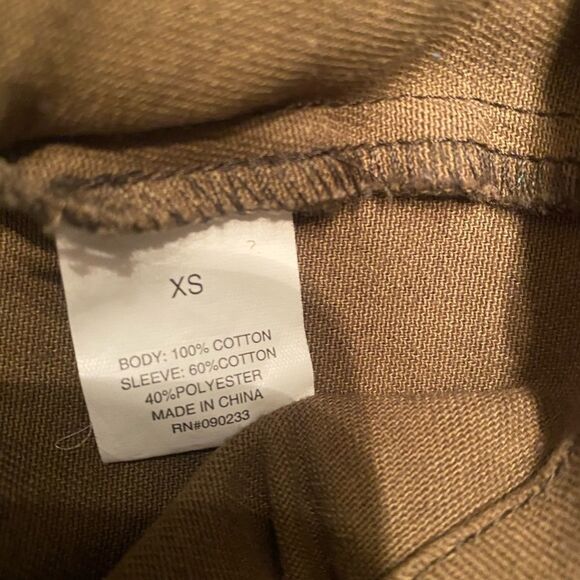 XS
BODY: 100% COTTON
SLEEVE: 60%COTTON
40%POLYESTER
MADE IN CHINA
RN#090233